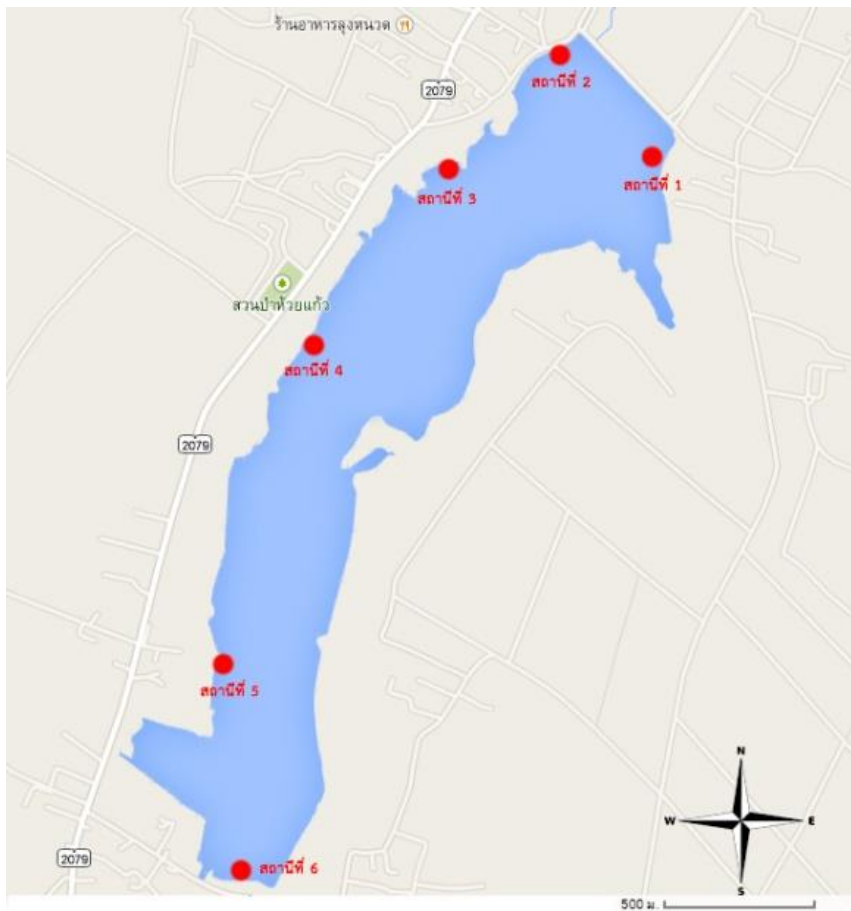 ร้านอาหารลุงหนวด
สถานีที่ 2
2079
สถานีที่ 1
สถานีที่ 3
สวนป่าห้วยแก้ว
สถานีที่ 4
2079
สถานีที่ 5
N
W E
S
2079
สถานีที่ 6
500 ม.